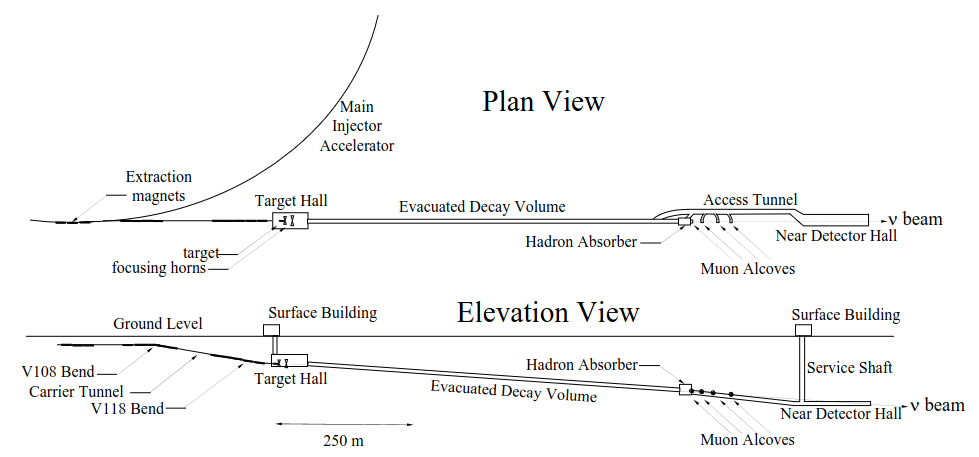 Plan View
Main
Injector
Accelerator
Extraction
magnets
Target Hall
Evacuated Decay Volume
Access Tunnel
ν beam
Hadron Absorber
Near Detector Hall
target
focusing horns
Muon Alcoves
Elevation View
Surface Building
Surface Building
Ground Level
V108 Bend
Carrier Tunnel
V118 Bend
Target Hall
Hadron Absorber
Evacuated Decay Volume
Service Shaft
ν beam
Near Detector Hall
Muon Alcoves
250 m